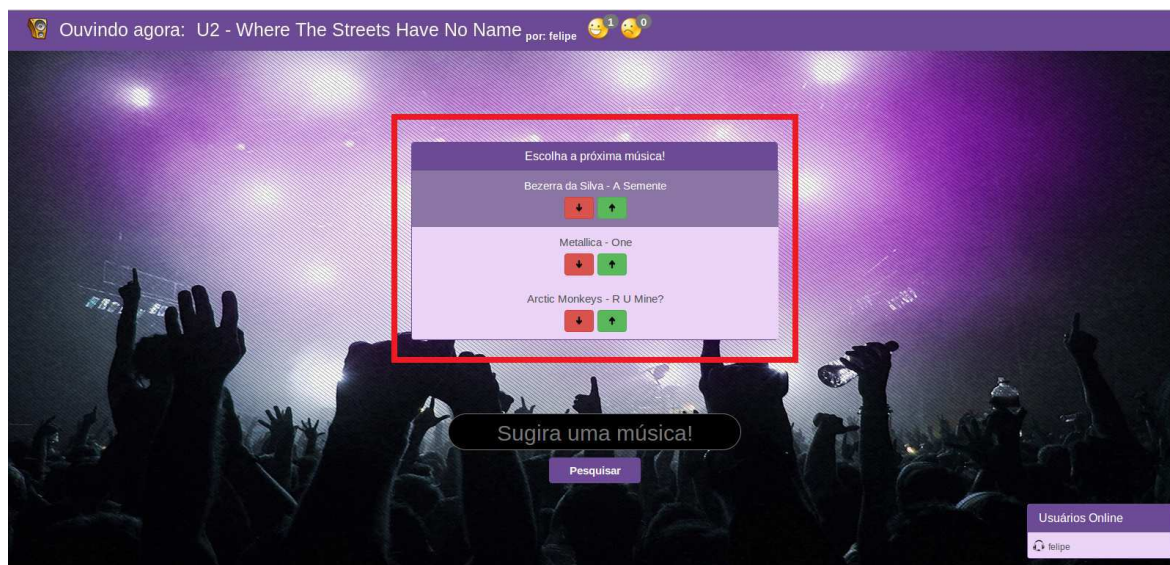 Ouvindo agora: U2 - Where The Streets Have No Name por: felipe 1 0
Escolha a próxima música!
Bezerra da Silva - A Semente
Metallica - One
Arctic Monkeys - R U Mine?
Sugira uma música!
Pesquisar
Usuários Online
felipe